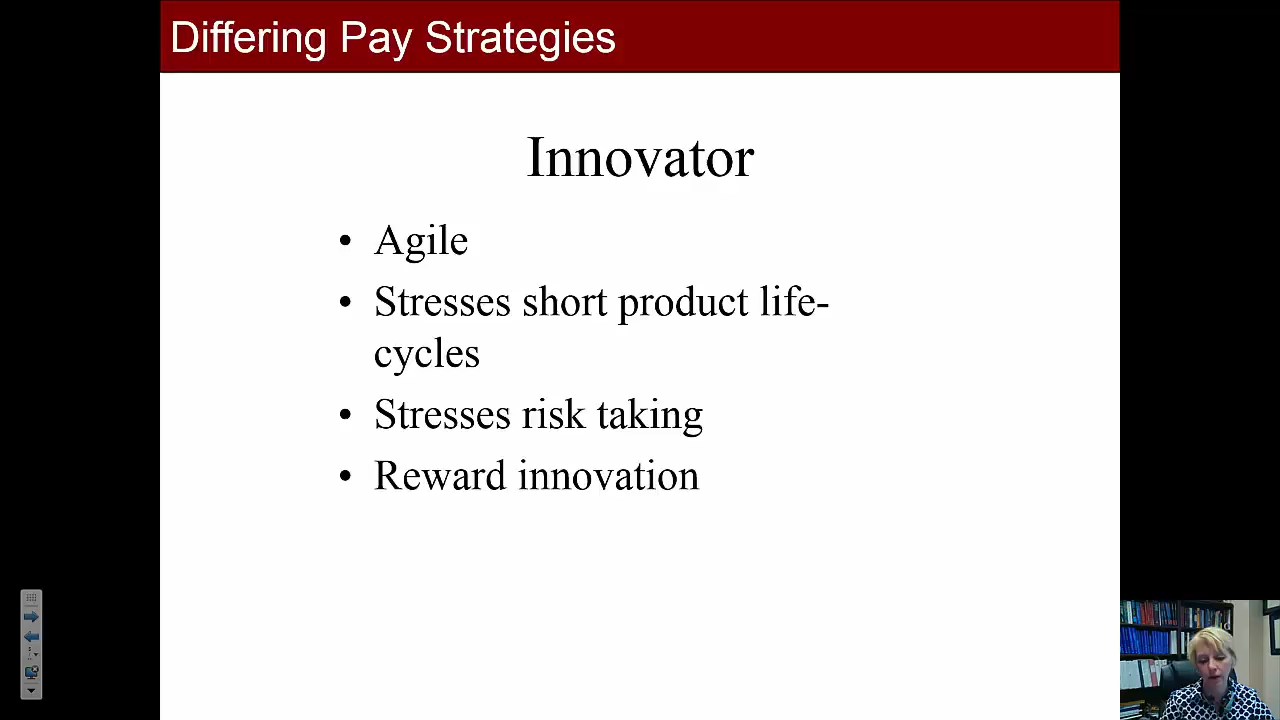 Differing Pay Strategies
Innovator
• Agile
• Stresses short product life-
cycles
• Stresses risk taking
• Reward innovation